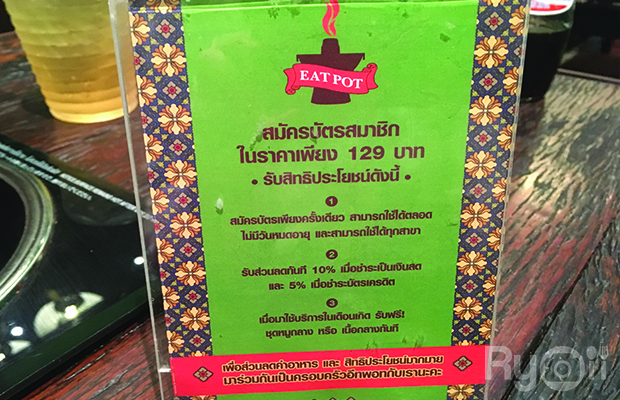 EAT POT
สมัครบัตรสมาชิก
ในราคาเพียง 129 บาท
• รับสิทธิประโยชน์ดังนี้ •
1
สมัครบัตรเพียงครั้งเดียว สามารถใช้ได้ตลอด
ไม่มีวันหมดอายุ และสามารถใช้ได้ทุกสาขา
2
รับส่วนลดทันที 10% เมื่อชำระเป็นเงินสด
และ 5% เมื่อชำระบัตรเครดิต
3
เมื่อมาใช้บริการในเดือนเกิด รับฟรี!
ชุดหมูกลาง หรือ เนื้อกลางทันที
เพื่อส่วนลดค่าอาหาร และ สิทธิประโยชน์มากมาย
มาร่วมกันเป็นครอบครัวอีทพอทกับเรานะคะ
Ryoii